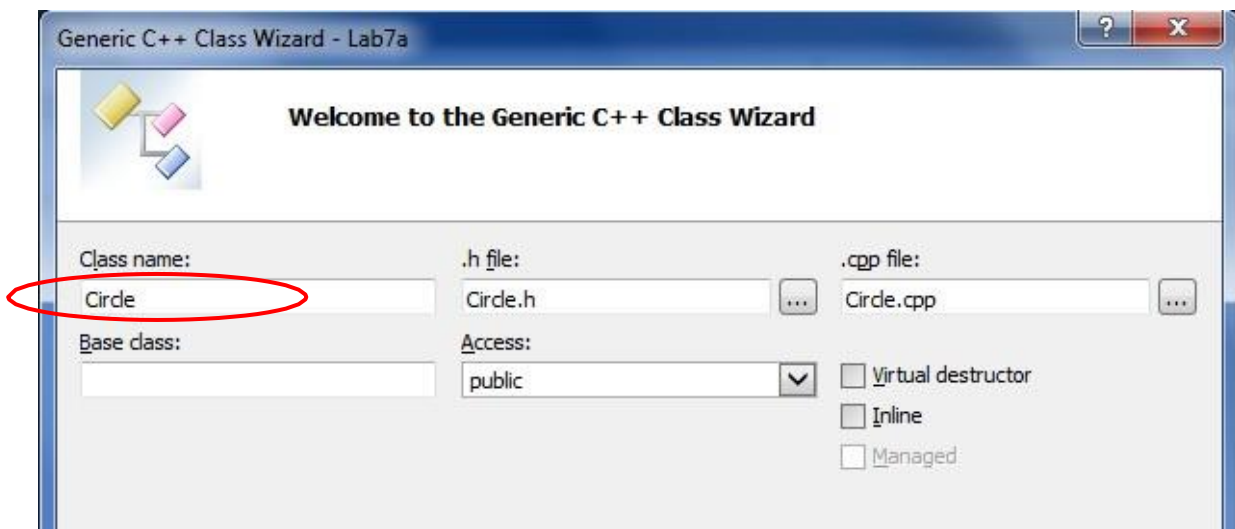 Generic C++ Class Wizard - Lab7a
Welcome to the Generic C++ Class Wizard
Class name: .h file: .cpp file:
Circle Circle.h ... Circle.cpp ...
Base class: Access:
public Virtual destructor
Inline
Managed